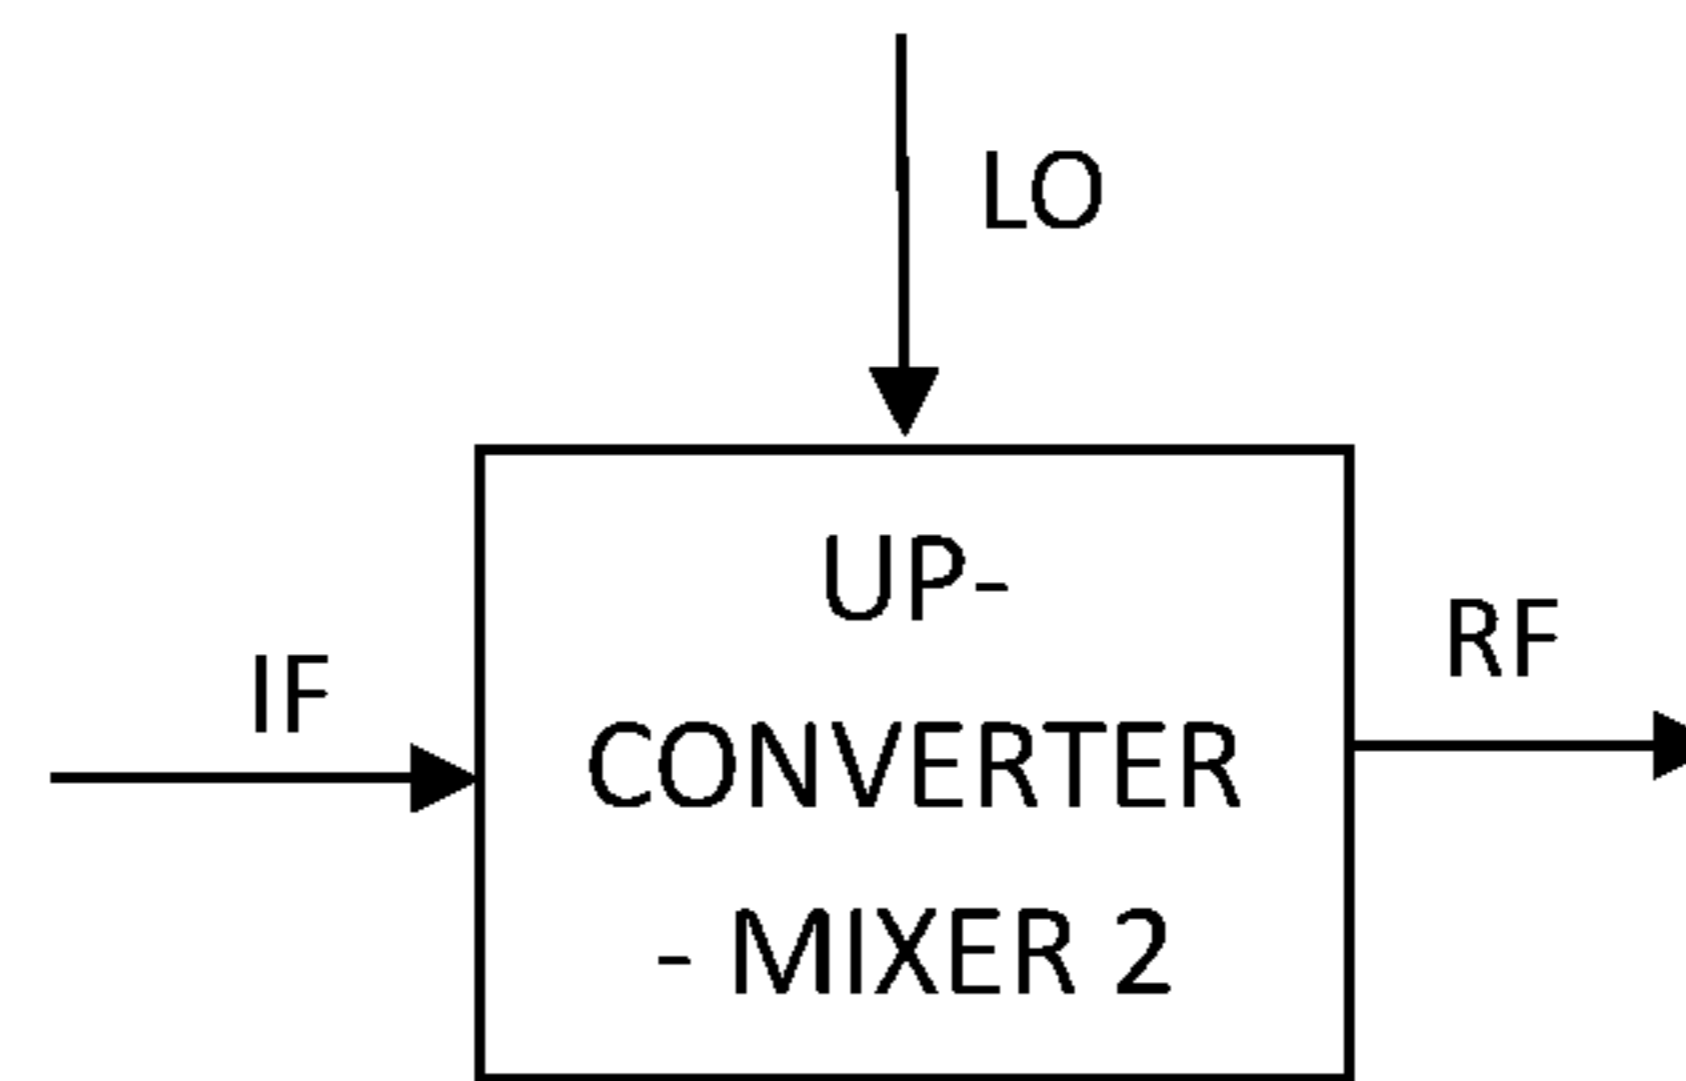 LO
UP-
IF
RF
CONVERTER
- MIXER 2